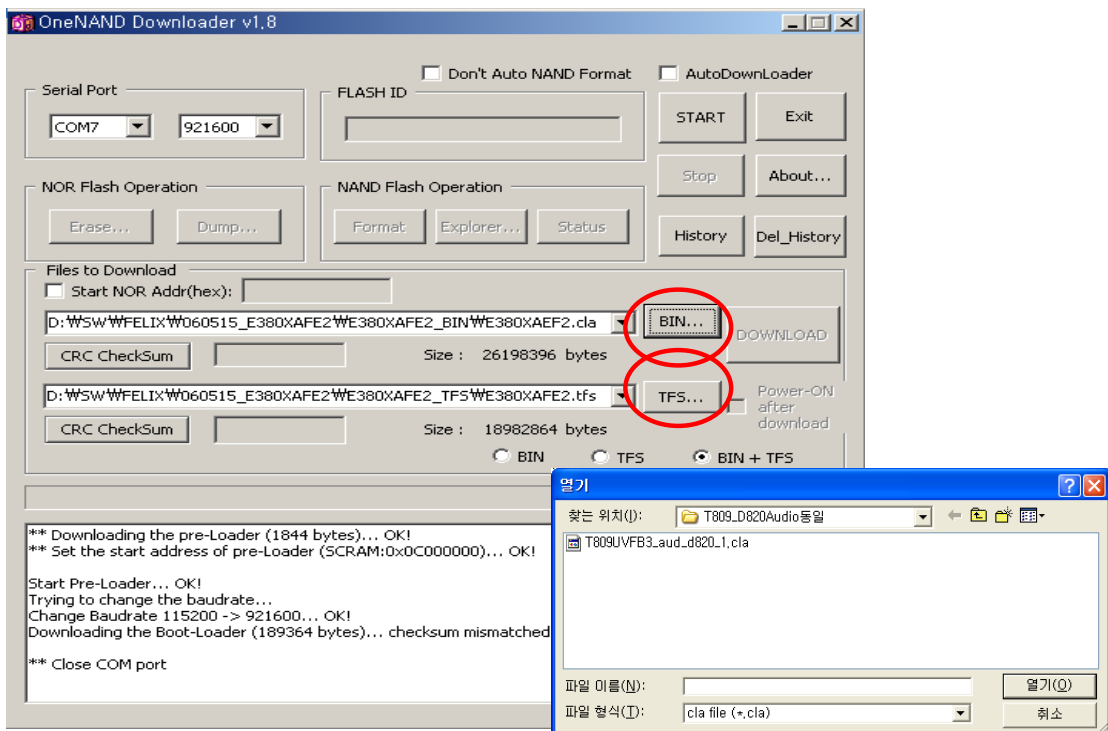 OneNAND Downloader v1,8
Don't Auto NAND Format
AutoDownLoader
Serial Port
COM7
921600
FLASH ID
START
Exit
Stop
About...
NOR Flash Operation
Erase...
Dump...
NAND Flash Operation
Format
Explorer...
Status
History
Del_History
Files to Download
Start NOR Addr(hex):
D:₩SW₩FELIX₩060515_E380XAFE2₩E380XAFE2_BIN₩E380XAEF2.cla
BIN...
DOWNLOAD
CRC CheckSum
Size : 26198396 bytes
D:₩SW₩FELIX₩060515_E380XAFE2₩E380XAFE2_TFS₩E380XAFE2.tfs
TFS...
Power-ON
after
download
CRC CheckSum
Size : 18982864 bytes
BIN
TFS
BIN + TFS
** Downloading the pre-Loader (1844 bytes)... OK!
** Set the start address of pre-Loader (SCRAM:0x0C000000)... OK!
Start Pre-Loader... OK!
Trying to change the baudrate...
Change Baudrate 115200 -> 921600... OK!
Downloading the Boot-Loader (189364 bytes)... checksum mismatched
** Close COM port
열기
찾는 위치(I):
T809_D820Audio동일
T809UVFB3_aud_d820_1,cla
파일 이름(N):
열기(O)
파일 형식(T):
cla file (*,cla)
취소